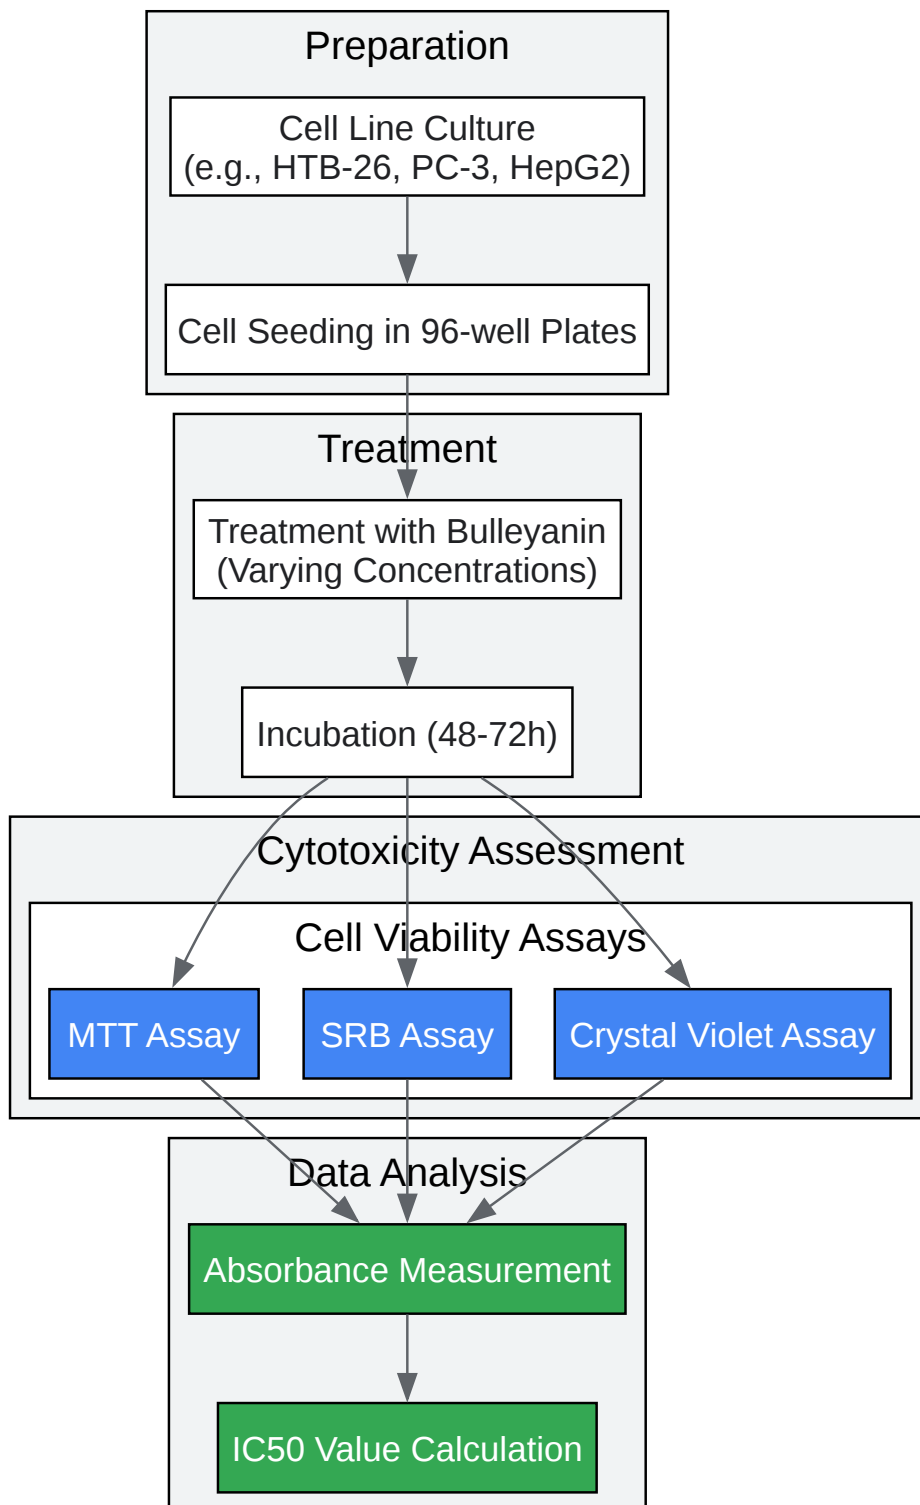 Preparation
Cell Line Culture
(e.g., HTB-26, PC-3, HepG2)
Cell Seeding in 96-well Plates
Treatment
Treatment with Bulleyanin
(Varying Concentrations)
Incubation (48-72h)
Cytotoxicity Assessment
Cell Viability Assays
MTT Assay
SRB Assay
Crystal Violet Assay
Data Analysis
Absorbance Measurement
IC50 Value Calculation